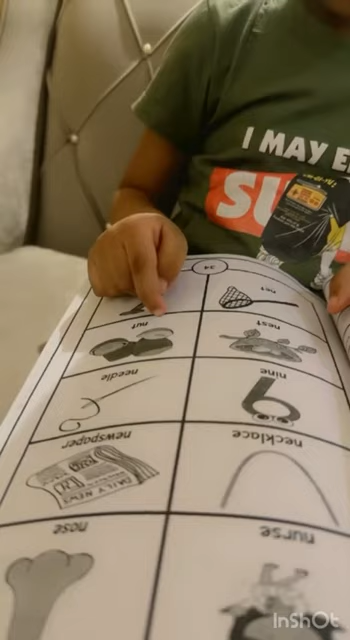 I MAY E
SU
24
net
nut
nest
needle
nine
newspaper
necklace
DAILY NEWS
nose
nurse
InShOt